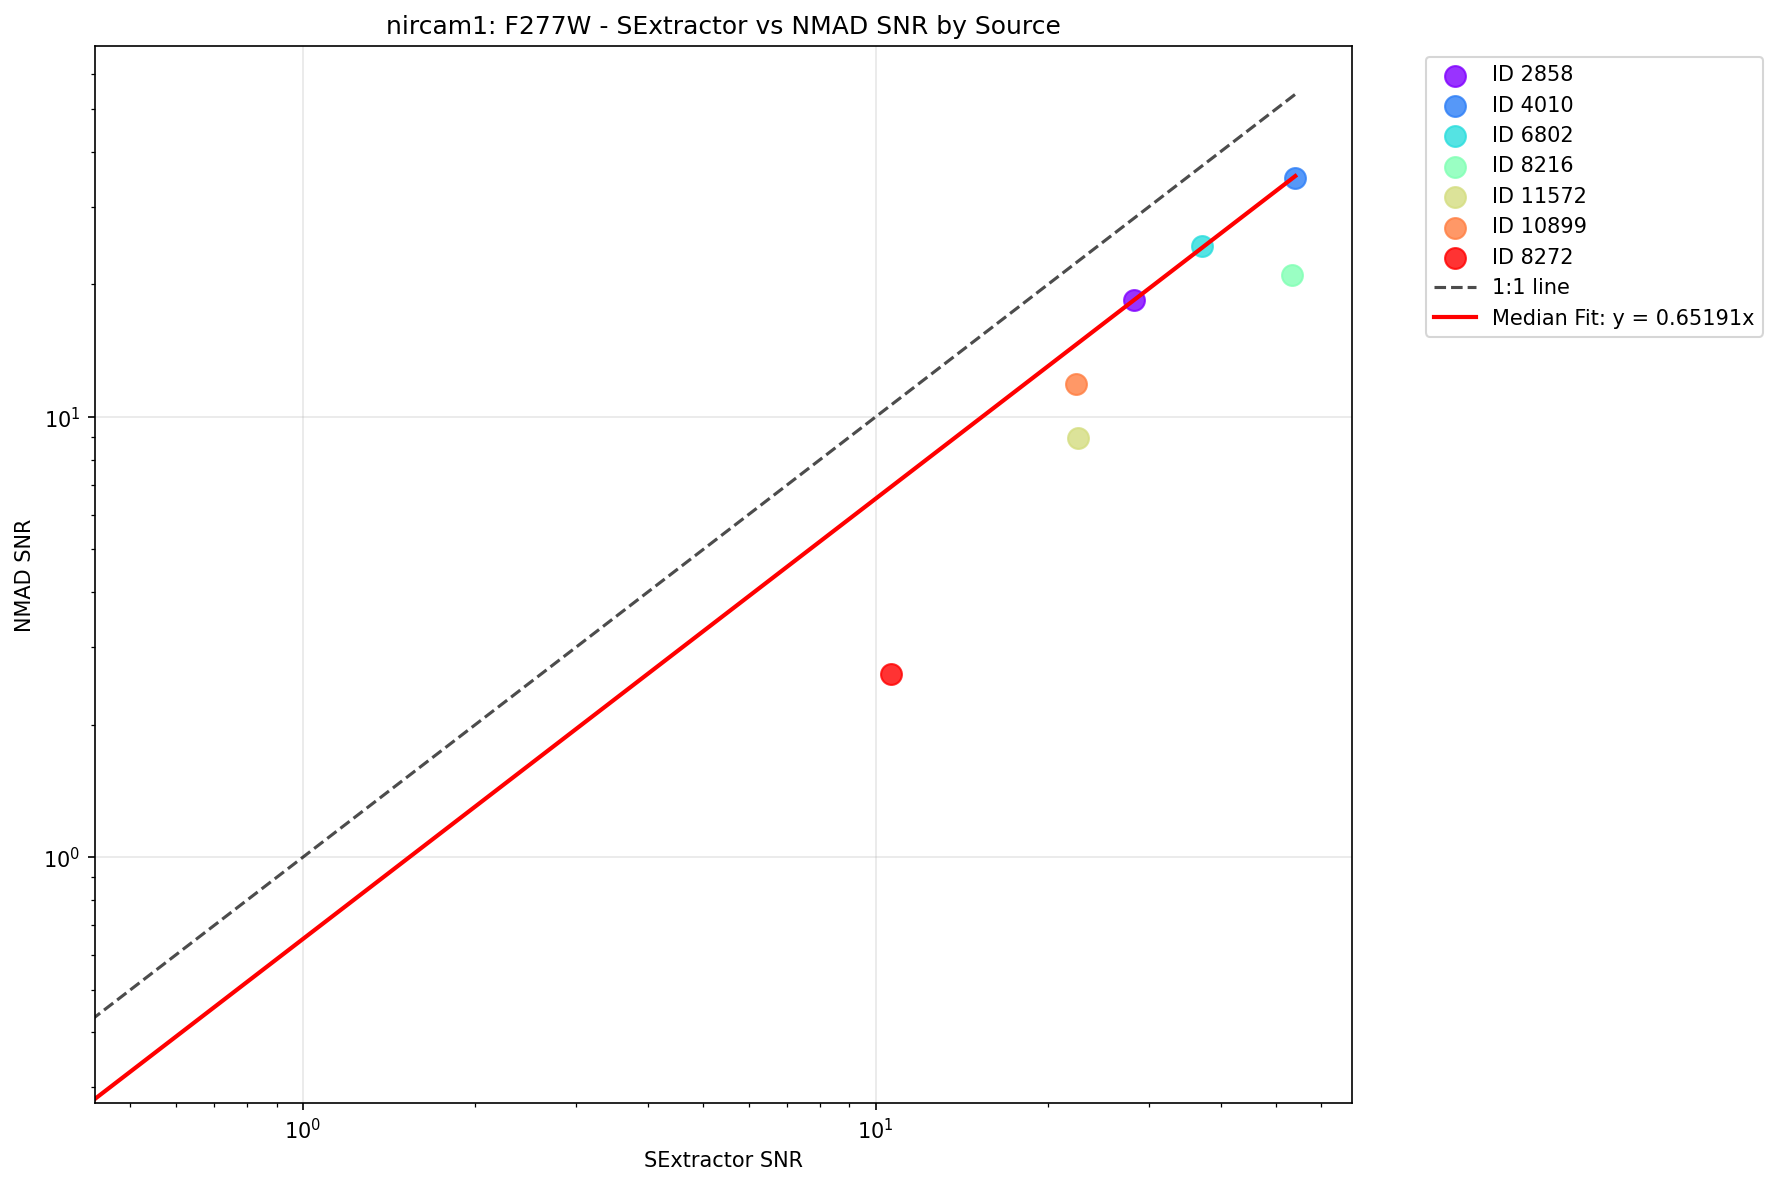 nircam1: F277W - SExtractor vs NMAD SNR by Source
ID 2858
ID 4010
ID 6802
ID 8216
ID 11572
ID 10899
ID 8272
1:1 line
Median Fit: y = 0.65191x
NMAD SNR
10¹
10⁰
10⁰
10¹
SExtractor SNR